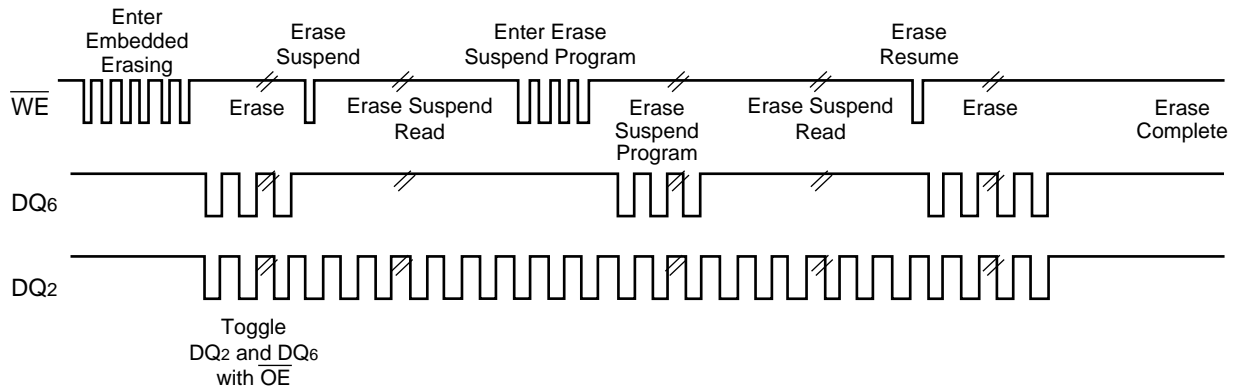 Enter
Embedded
Erasing
Erase
Suspend
Enter Erase
Suspend Program
Erase
Resume
WE
Erase
Erase Suspend
Read
Erase
Suspend
Program
Erase Suspend
Read
Erase
Erase
Complete
DQ6
DQ2
Toggle
DQ2 and DQ6
with OE